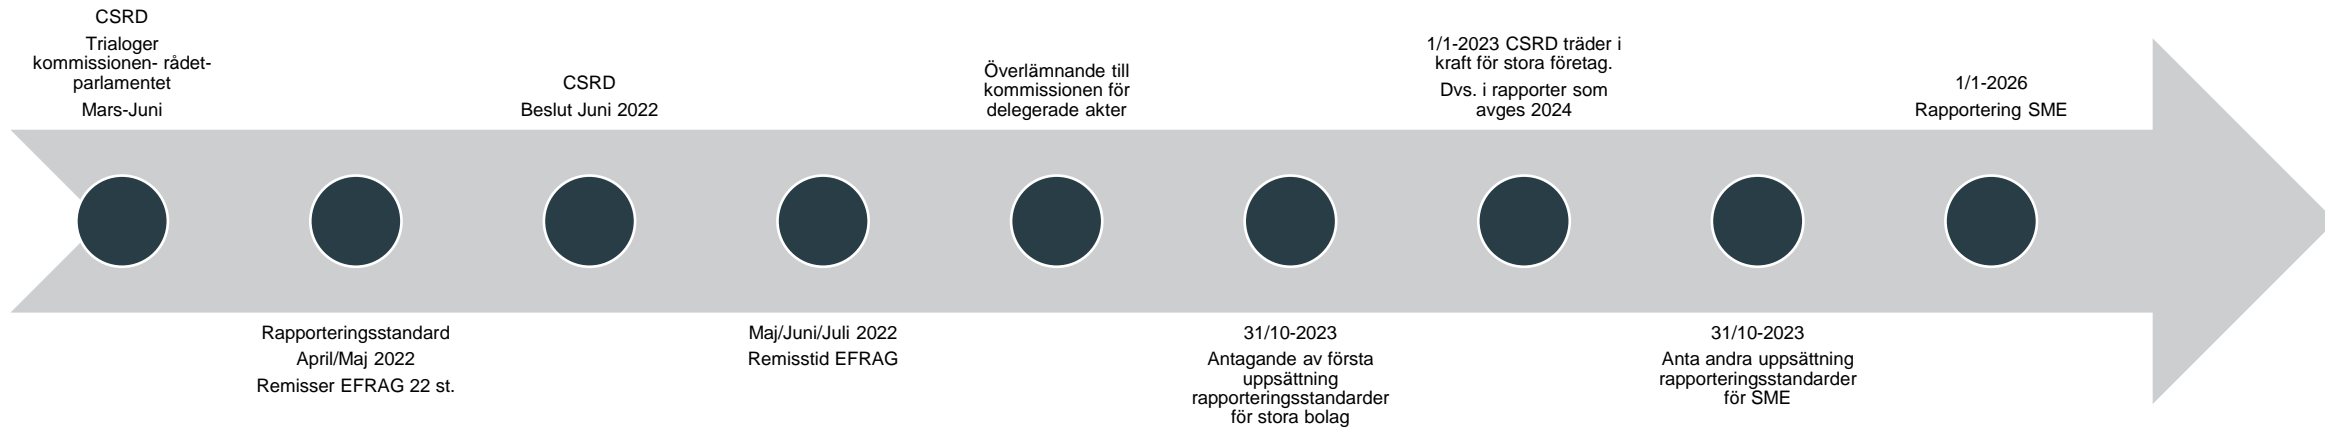 CSRD
Trialoger
kommissionen- rådet-
parlamentet
Mars-Juni
Rapporteringsstandard
April/Maj 2022
Remisser EFRAG 22 st.
CSRD
Beslut Juni 2022
Maj/Juni/Juli 2022
Remisstid EFRAG
Överlämnande till
kommissionen för
delegerade akter
31/10-2023
Antagande av första
uppsättning
rapporteringsstandarder
för stora bolag
1/1-2023 CSRD träder i
kraft för stora företag.
Dvs. i rapporter som
avges 2024
31/10-2023
Anta andra uppsättning
rapporteringsstandarder
för SME
1/1-2026
Rapportering SME